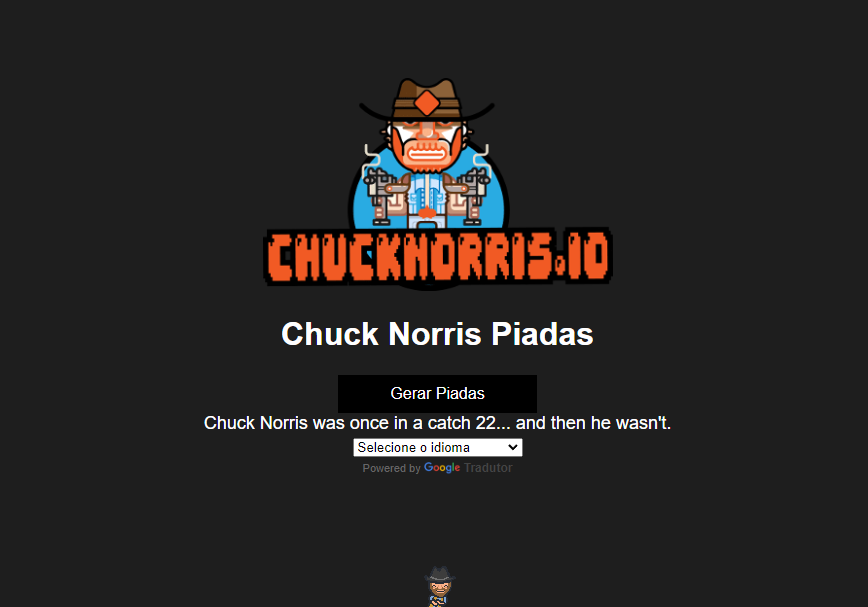 CHUCKNORRIS.IO
Chuck Norris Piadas
Gerar Piadas
Chuck Norris was once in a catch 22... and then he wasn't.
Selecione o idioma
Powered by Google Tradutor